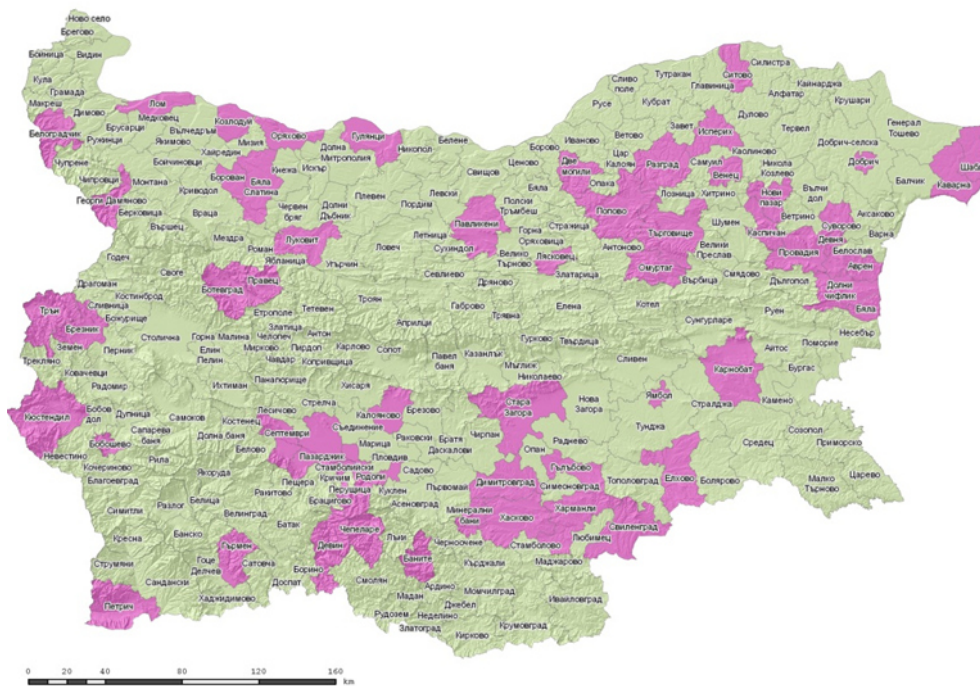 Ново село
Брегово
Бойница Видин
Кула
Грамада
Макреш Димово
Лом
Медковец
Белоградчик Брусарци Вълчедръм Козлодуй
Ружинци Якимово Хайредин Мизия Оряхово
Чупрене Бойчиновци
Чипровци Монтана Криводол Борован Бяла
Слатина
Георги Дамяново
Берковица Враца
Вършец Мездра
Роман
Кнежа Искър
Долна
Митрополия
Гулянци
Никопол
Белене
Свищов
Червен
бряг
Долни
Дъбник
Плевен
Пордим
Левски
Луковит
Ябланица
Угърчин
Ловеч
Летница
Сухиндол
Павликени
Полски
Тръмбеш
Горна
Оряховица
Велико
Търново
Лясковец
Златарица
Стражица
Бяла
Ценово
Борово
Две
могили
Иваново
Русе
Сливо
поле
Тутракан
Кубрат
Ветово
Цар
Калоян
Опака
Разград
Завет
Исперих
Самуил
Лозница
Попово
Антоново
Търговище
Омуртаг
Главиница
Ситово
Силистра
Алфатар
Кайнарджа
Дулово
Тервел
Крушари
Генерал
Тошево
Добрич-селска
Добрич
Балчик
Каварна
Шабла
Каолиново
Венец
Хитрино
Никола
Козлево
Нови
пазар
Вълчи
дол
Шумен
Каспичан
Ветрино
Суворово
Аксаково
Девня
Варна
Белослав
Провадия
Аврен
Велики
Преслав
Смядово
Върбица
Дългопол
Долни
чифлик
Бяла
Годеч
Своге
Драгоман
Костинброд
Сливница
Божурище
Трън
Брезник
Земен
Трекляно
Перник
Ковачевци
Радомир
Столична
Ботевград
Правец
Етрополе
Тетевен
Троян
Априлци
Севлиево
Дряново
Габрово
Трявна
Елена
Котел
Сунгурларе
Руен
Несебър
Горна Малина
Елин
Пелин
Златица
Челопеч
Мирково
Чавдар
Антон
Пирдоп
Копривщица
Карлово
Сопот
Павел
баня
Казанлък
Гурково
Твърдица
Мъглиж
Николаево
Сливен
Карнобат
Айтос
Поморие
Бургас
Камено
Ихтиман
Панагюрище
Хисаря
Кюстендил
Бобов
дол
Дупница
Самоков
Костенец
Лесичово
Стрелча
Калояново
Брезово
Стара
Загора
Нова
Загора
Ямбол
Стралджа
Тунджа
Средец
Созопол
Приморско
Царево
Малко
Търново
Бобошево
Невестино
Сапарева
баня
Долна баня
Септември
Съединение
Марица
Раковски
Братя
Даскалови
Чирпан
Опан
Раднево
Кочериново
Рила
Белово
Пазарджик
Пловдив
Стамболийски
Садово
Благоевград
Якоруда
Пещера
Кричим
Родопи
Перущица
Куклен
Първомай
Димитровград
Гълъбово
Симеоновград
Тополовград
Елхово
Болярово
Симитли
Разлог
Белица
Ракитово
Брацигово
Асеновград
Велинград
Батак
Минерални
бани
Хасково
Харманли
Свиленград
Любимец
Стамболово
Кресна
Банско
Девин
Чепеларе
Лъки
Баните
Черноочене
Струмяни
Гоце
Делчев
Гърмен
Сатовча
Борино
Доспат
Смолян
Ардино
Кърджали
Маджарово
Сандански
Петрич
Хаджидимово
Мадан
Момчилград
Джебел
Ивайловград
Рудозем
Неделино
Златоград
Кирково
Крумовград
0 20 40 80 120 160
km